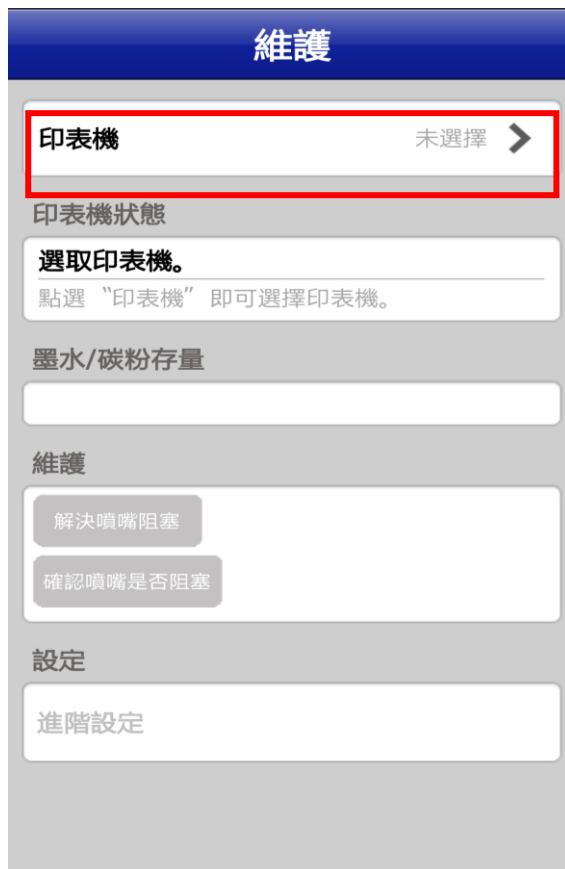 維護
印表機 未選擇
印表機狀態
選取印表機。
點選〝印表機〞即可選擇印表機。
墨水/碳粉存量
維護
解決噴嘴阻塞
確認噴嘴是否阻塞
設定
進階設定